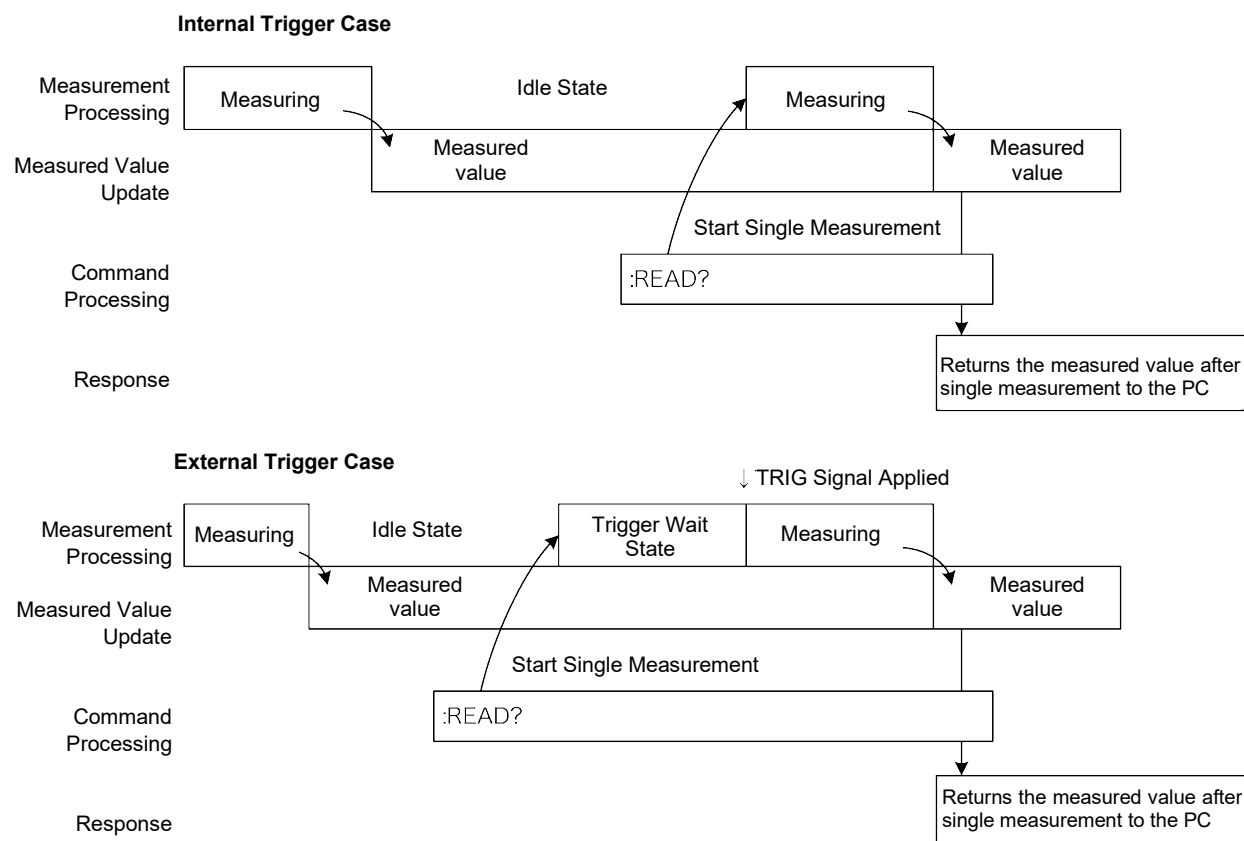 Internal Trigger Case
Measurement
Processing
Measuring
Idle State
Measuring
Measured Value
Update
Measured
value
Measured
value
Start Single Measurement
Command
Processing
:READ?
Response
Returns the measured value after
single measurement to the PC
External Trigger Case
↓ TRIG Signal Applied
Measurement
Processing
Measuring
Idle State
Trigger Wait
State
Measuring
Measured Value
Update
Measured
value
Measured
value
Start Single Measurement
Command
Processing
:READ?
Response
Returns the measured value after
single measurement to the PC